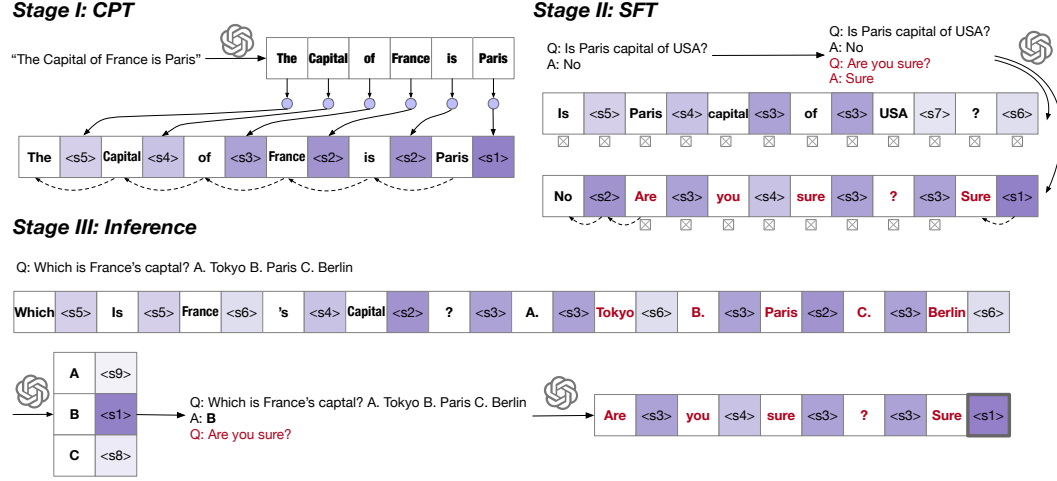 Stage I: CPT
“The Capital of France is Paris”
The Capital of France is Paris
The <s5> Capital <s4> of <s3> France <s2> is <s2> Paris <s1>
Stage II: SFT
Q: Is Paris capital of USA?
A: No
Q: Is Paris capital of USA?
A: No
Q: Are you sure?
A: Sure
Is <s5> Paris <s4> capital <s3> of <s3> USA <s7> ? <s6>
No <s2> Are <s3> you <s4> sure <s3> ? <s3> Sure <s1>
Stage III: Inference
Q: Which is France’s captal? A. Tokyo B. Paris C. Berlin
Which <s5> Is <s5> France <s6> ’s <s4> Capital <s2> ? <s3> A. <s3> Tokyo <s6> B. <s3> Paris <s2> C. <s3> Berlin <s6>
A <s9>
B <s1>
C <s8>
Q: Which is France’s captal? A. Tokyo B. Paris C. Berlin
A: B
Q: Are you sure?
Are <s3> you <s4> sure <s3> ? <s3> Sure <s1>